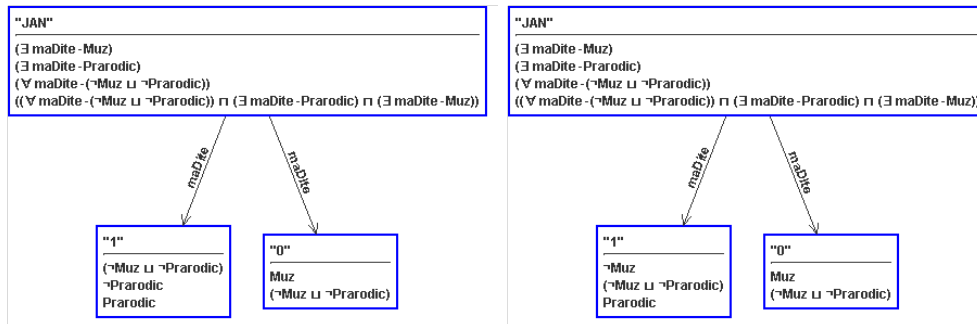 "JAN"
(∃ maDite - Muz)
(∃ maDite - Prarodic)
(∀ maDite - (¬Muz ⊔ ¬Prarodic))
((∀ maDite - (¬Muz ⊔ ¬Prarodic)) ⊓ (∃ maDite - Prarodic) ⊓ (∃ maDite - Muz))
maDite
maDite
"1"
(¬Muz ⊔ ¬Prarodic)
¬Prarodic
Prarodic
"0"
Muz
(¬Muz ⊔ ¬Prarodic)
"JAN"
(∃ maDite - Muz)
(∃ maDite - Prarodic)
(∀ maDite - (¬Muz ⊔ ¬Prarodic))
((∀ maDite - (¬Muz ⊔ ¬Prarodic)) ⊓ (∃ maDite - Prarodic) ⊓ (∃ maDite - Muz))
maDite
maDite
"1"
¬Muz
(¬Muz ⊔ ¬Prarodic)
Prarodic
"0"
Muz
(¬Muz ⊔ ¬Prarodic)